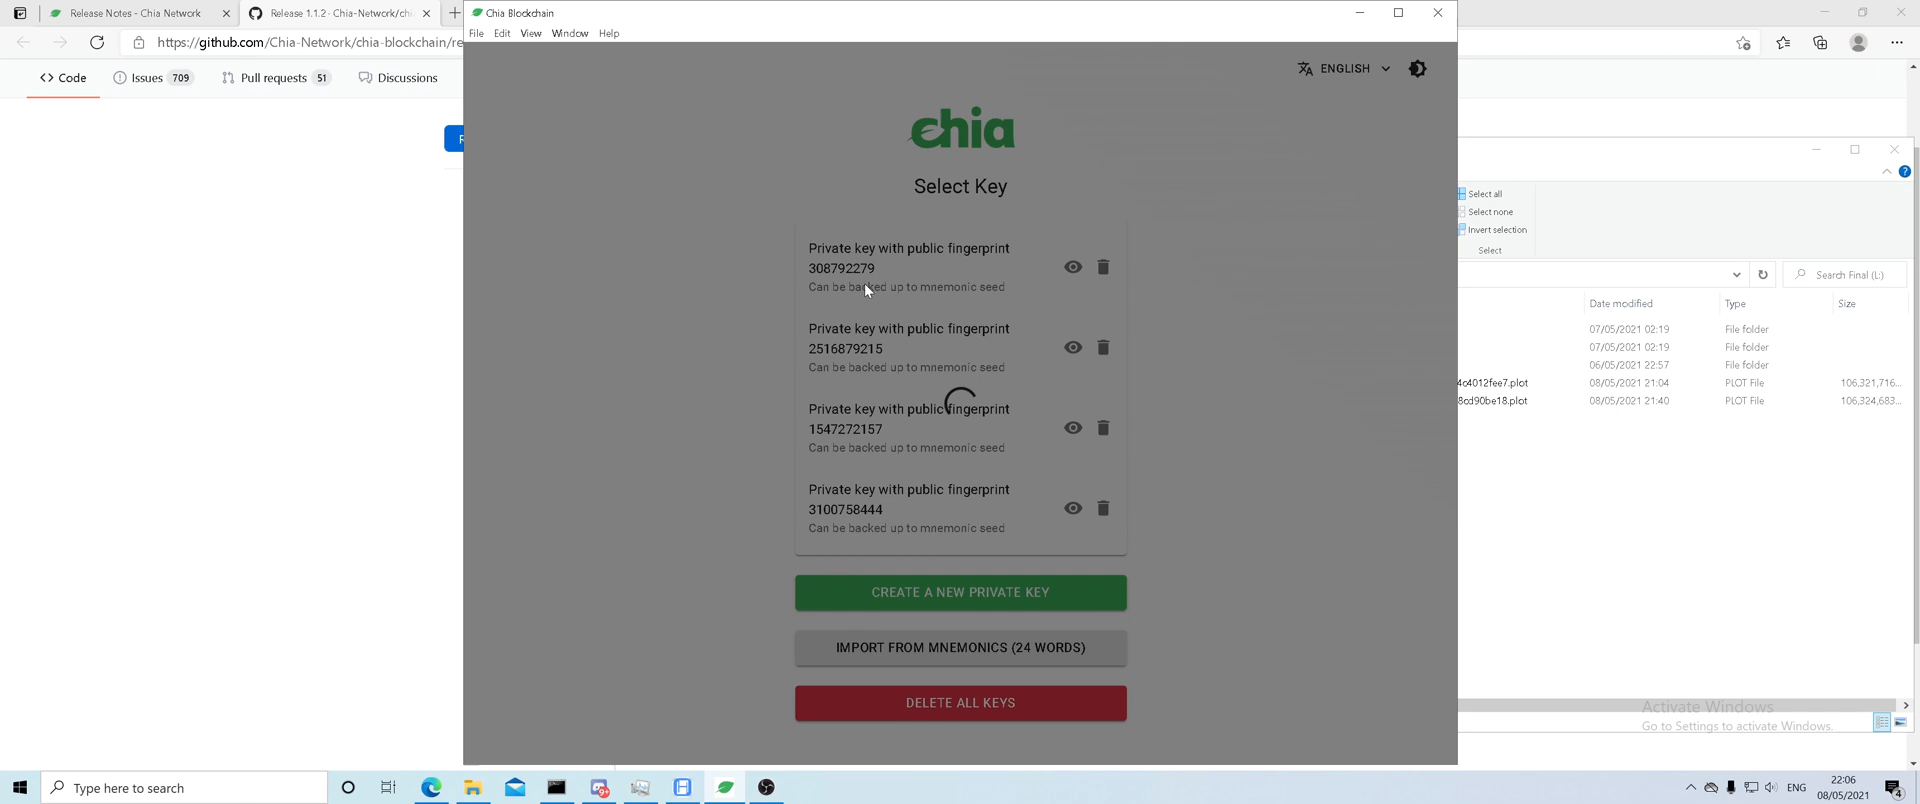 Release Notes - Chia Network
Release 1.1.2 · Chia-Network/chi
https://github.com/Chia-Network/chia-blockchain/re
Code
Issues 709
Pull requests 51
Discussions
Chia Blockchain
File Edit View Window Help
ENGLISH
chia
Select Key
Private key with public fingerprint
308792279
Can be backed up to mnemonic seed
Private key with public fingerprint
2516879215
Can be backed up to mnemonic seed
Private key with public fingerprint
1547272157
Can be backed up to mnemonic seed
Private key with public fingerprint
3100758444
Can be backed up to mnemonic seed
CREATE A NEW PRIVATE KEY
IMPORT FROM MNEMONICS (24 WORDS)
DELETE ALL KEYS
Select all
Select none
Invert selection
Select
Search Final (L:)
Date modified Type Size
07/05/2021 02:19 File folder
07/05/2021 02:19 File folder
06/05/2021 22:57 File folder
4c4012fee7.plot 08/05/2021 21:04 PLOT File 106,321,716...
8cd90be18.plot 08/05/2021 21:40 PLOT File 106,324,683...
Activate Windows
Go to Settings to activate Windows.
Type here to search
ENG
22:06
08/05/2021
4